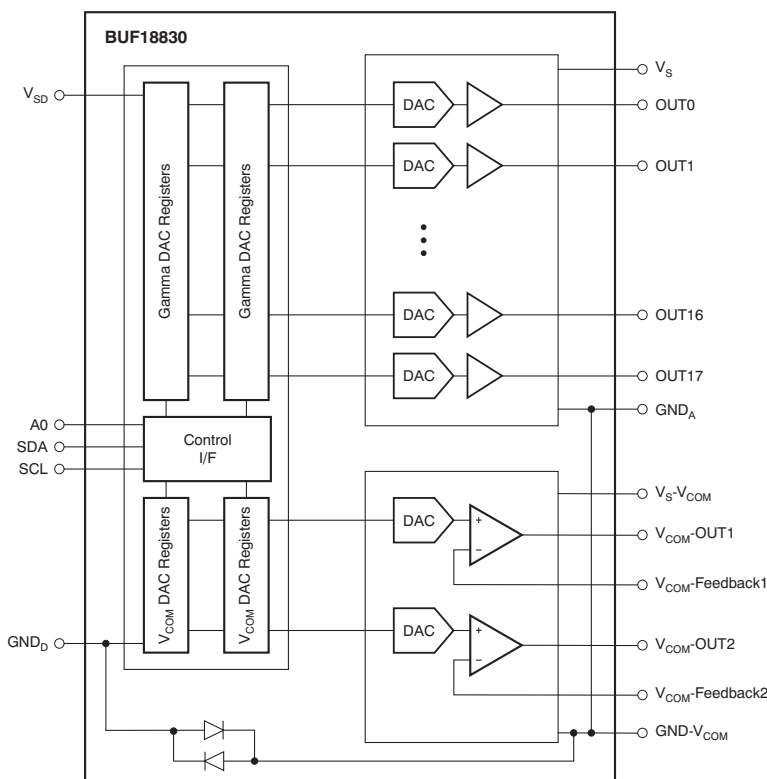 BUF18830
V_SD
V_S
DAC
OUT0
DAC
OUT1
Gamma DAC Registers
Gamma DAC Registers
DAC
OUT16
DAC
OUT17
GND_A
A0
SDA
SCL
Control
I/F
V_S-V_COM
DAC
+
−
V_COM-OUT1
V_COM-Feedback1
V_COM DAC Registers
V_COM DAC Registers
DAC
+
−
V_COM-OUT2
V_COM-Feedback2
GND_D
GND-V_COM